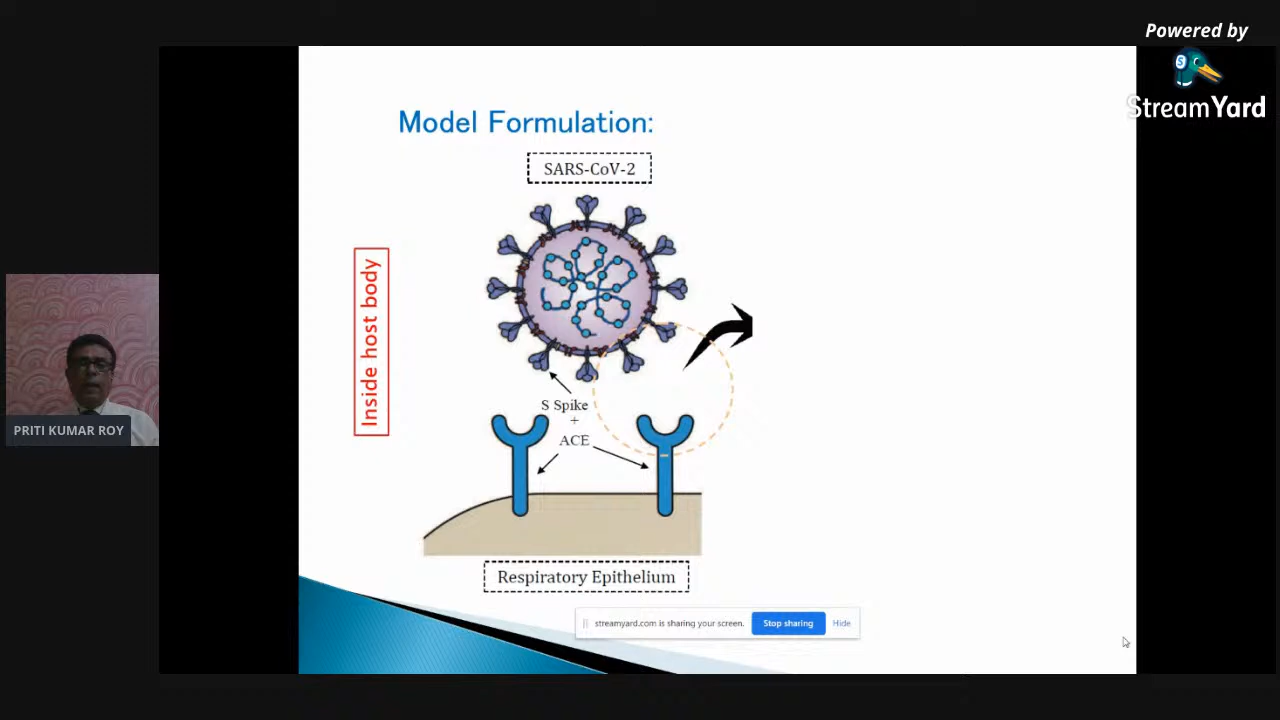 Powered by
StreamYard
Model Formulation:
SARS-CoV-2
Inside host body
S Spike
+
ACE
Respiratory Epithelium
PRITI KUMAR ROY
streamyard.com is sharing your screen.
Stop sharing
Hide